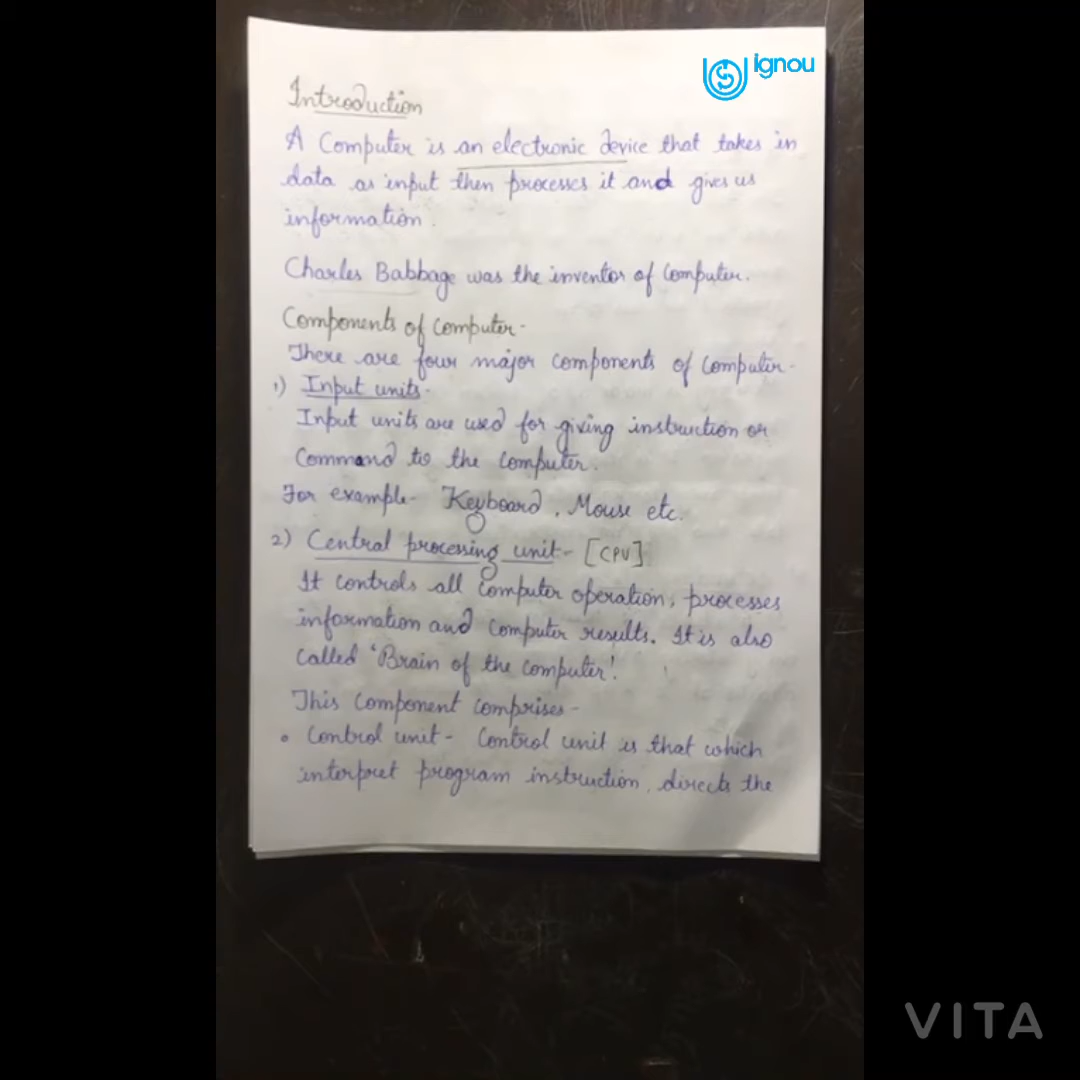 ignou
Introduction
A Computer is an electronic device that takes in
data as input then processes it and gives us
information.
Charles Babbage was the inventor of Computer.
Components of Computer-
There are four major components of Computer-
1) Input units-
Input units are used for giving instruction or
Command to the Computer.
For example- Keyboard, Mouse etc.
2) Central processing unit- [CPU]
It controls all Computer operation, processes
information and computer results. It is also
called 'Brain of the computer'.
This Component comprises-
• Control unit- Control unit is that which
interpret program instruction, directs the
VITA